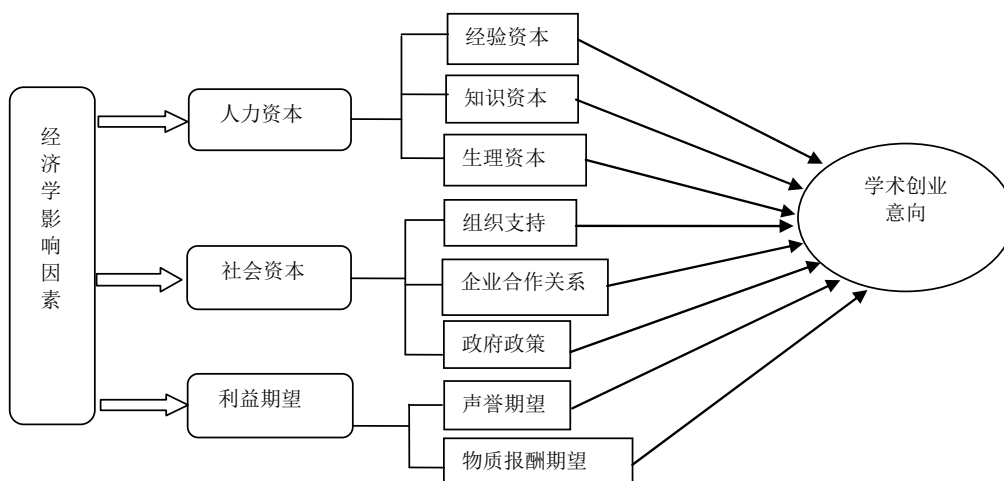 经济学影响因素
人力资本
经验资本
知识资本
生理资本
社会资本
组织支持
企业合作关系
政府政策
利益期望
声誉期望
物质报酬期望
学术创业
意向